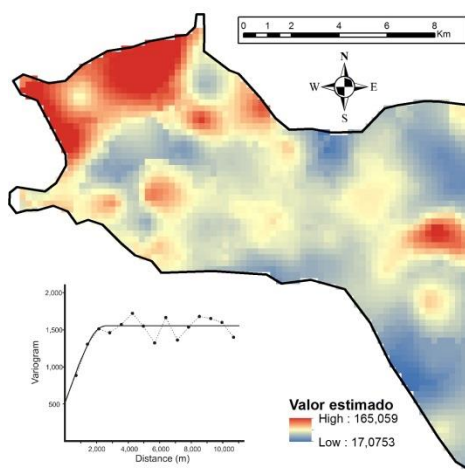 0 1 2 4 6 8
Km
N
W E
S
2,000
1,500
1,000
500
Variogram
2,000 4,000 6,000 8,000 10,000
Distance (m)
Valor estimado
High : 165,059
Low : 17,0753